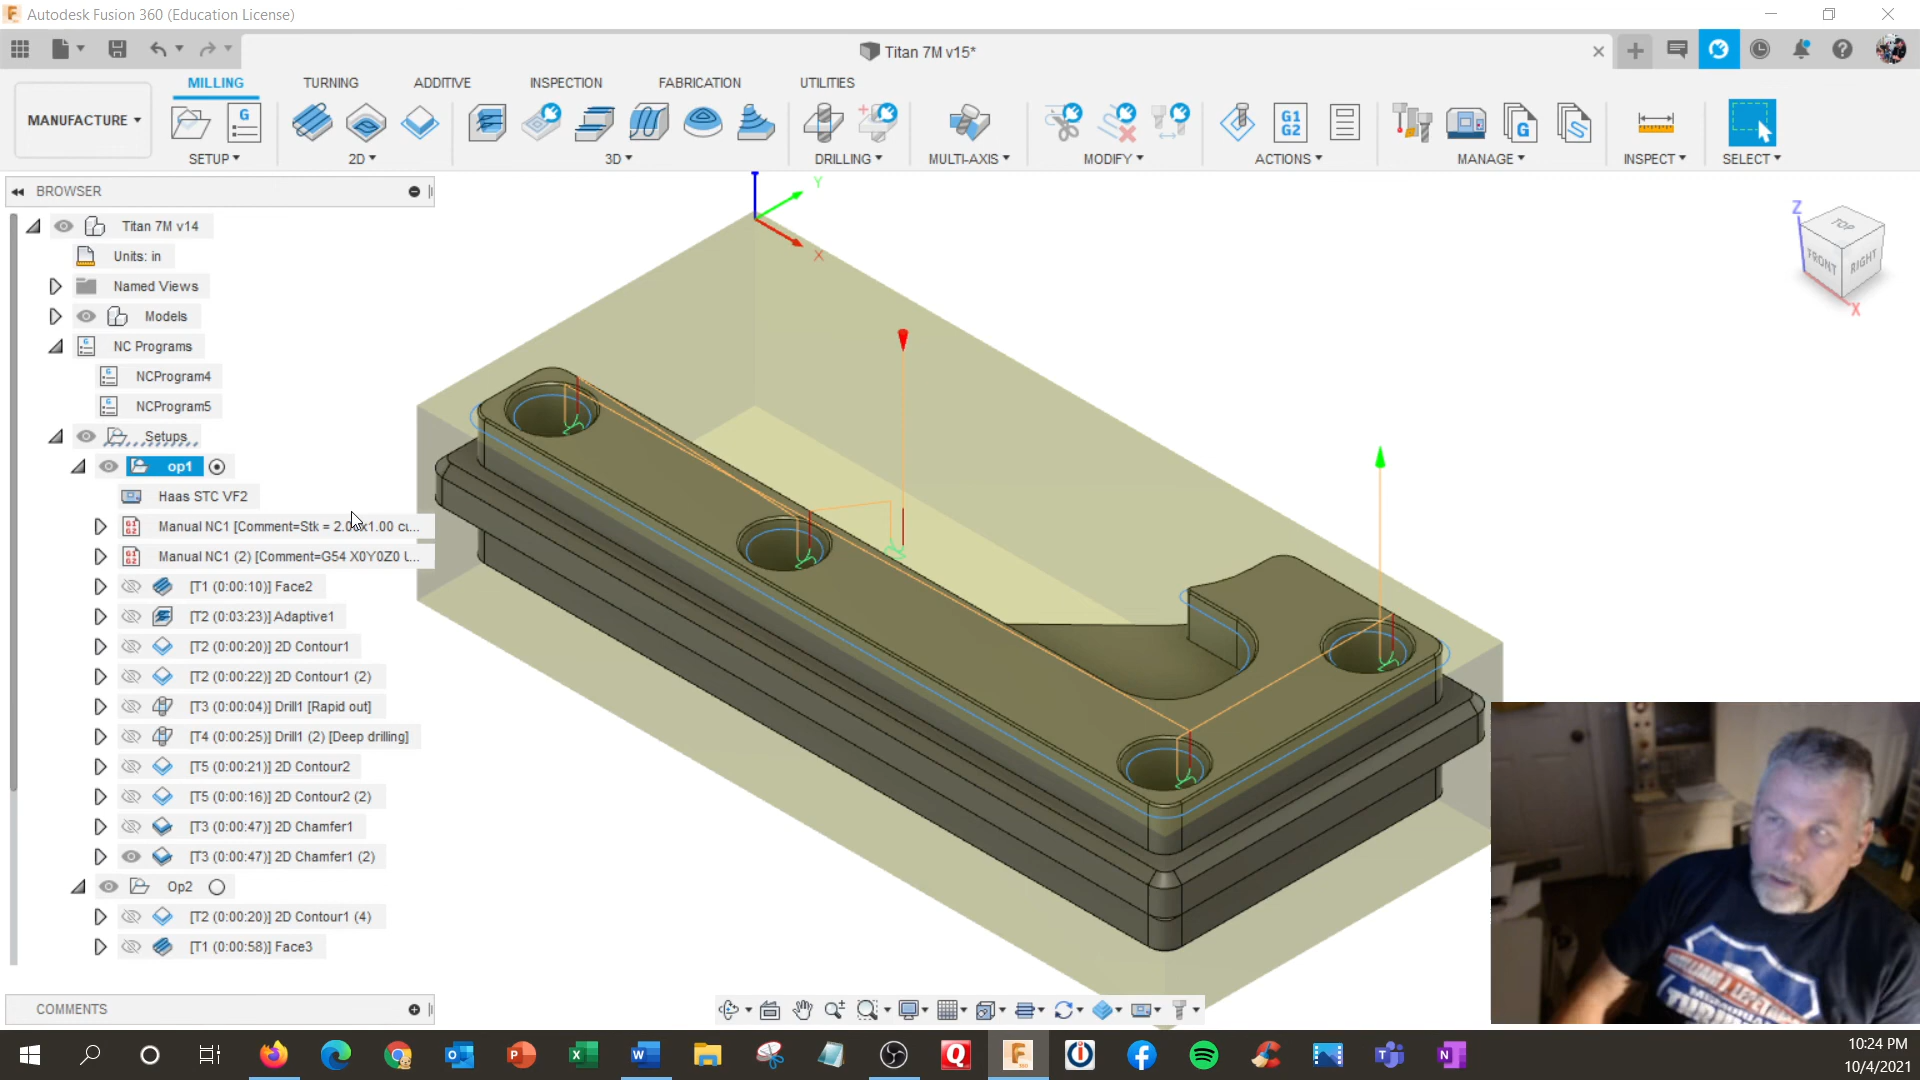 Autodesk Fusion 360 (Education License)
Titan 7M v15*
MANUFACTURE
MILLING
TURNING
ADDITIVE
INSPECTION
FABRICATION
UTILITIES
SETUP
2D
3D
DRILLING
MULTI-AXIS
MODIFY
ACTIONS
MANAGE
INSPECT
SELECT
G
G1
G2
G
BROWSER
Titan 7M v14
Units: in
Named Views
Models
NC Programs
NCProgram4
NCProgram5
Setups
op1
Haas STC VF2
Manual NC1 [Comment=Stk = 2.0 x1.00 cu...
Manual NC1 (2) [Comment=G54 X0Y0Z0 L...
[T1 (0:00:10)] Face2
[T2 (0:03:23)] Adaptive1
[T2 (0:00:20)] 2D Contour1
[T2 (0:00:22)] 2D Contour1 (2)
[T3 (0:00:04)] Drill1 [Rapid out]
[T4 (0:00:25)] Drill1 (2) [Deep drilling]
[T5 (0:00:21)] 2D Contour2
[T5 (0:00:16)] 2D Contour2 (2)
[T3 (0:00:47)] 2D Chamfer1
[T3 (0:00:47)] 2D Chamfer1 (2)
Op2
[T2 (0:00:20)] 2D Contour1 (4)
[T1 (0:00:58)] Face3
COMMENTS
Y
X
Z
TOP
FRONT
RIGHT
X
10:24 PM
10/4/2021